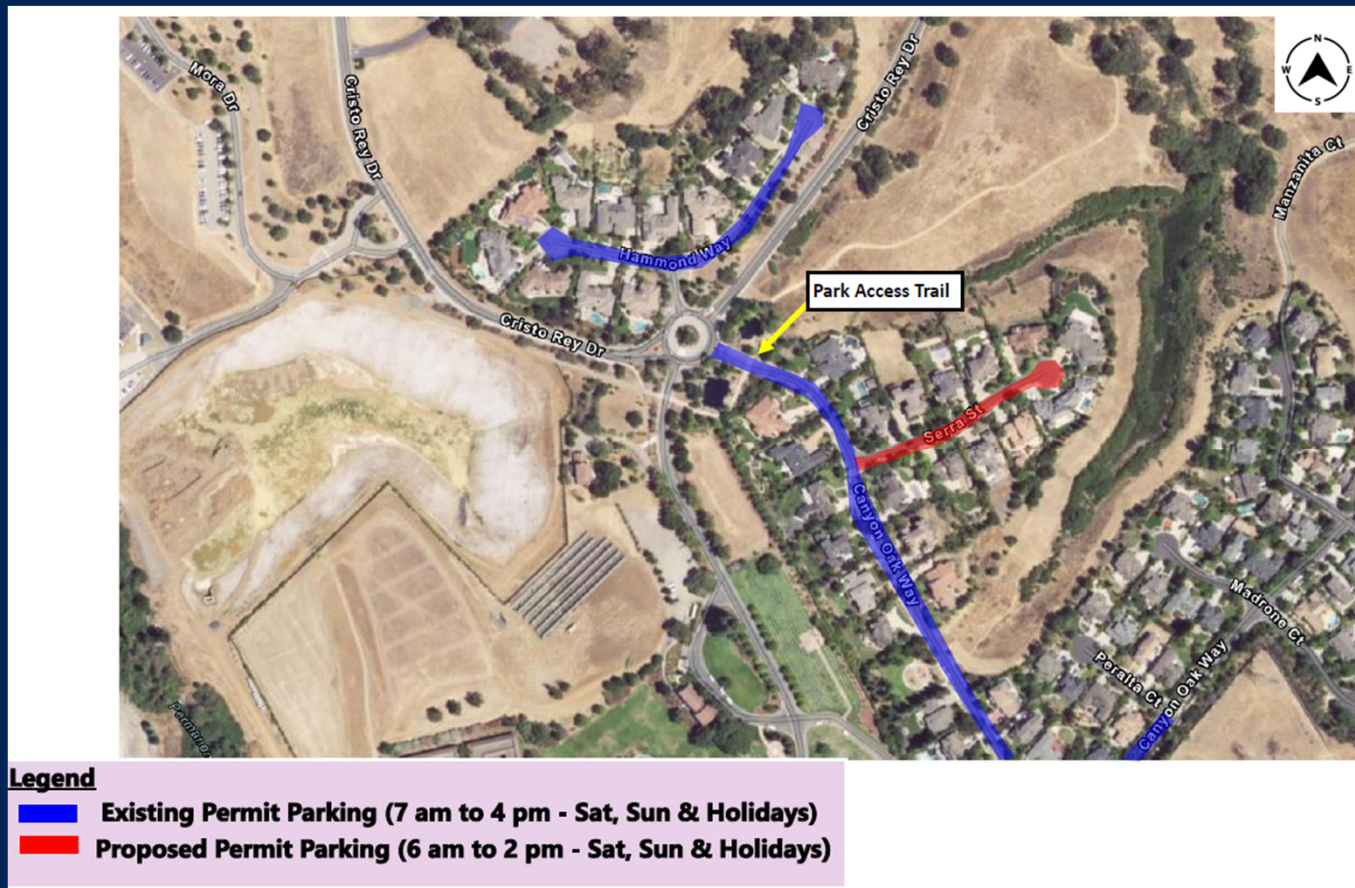 N
W E
S
Mora Dr
Cristo Rey Dr
Cristo Rey Dr
Manzanita Ct
Hammond Way
Park Access Trail
Cristo Rey Dr
Serra St
Canyon Oak Way
Madrone Ct
Peralta Ct
Canyon Oak Way
Legend
Existing Permit Parking (7 am to 4 pm - Sat, Sun & Holidays)
Proposed Permit Parking (6 am to 2 pm - Sat, Sun & Holidays)